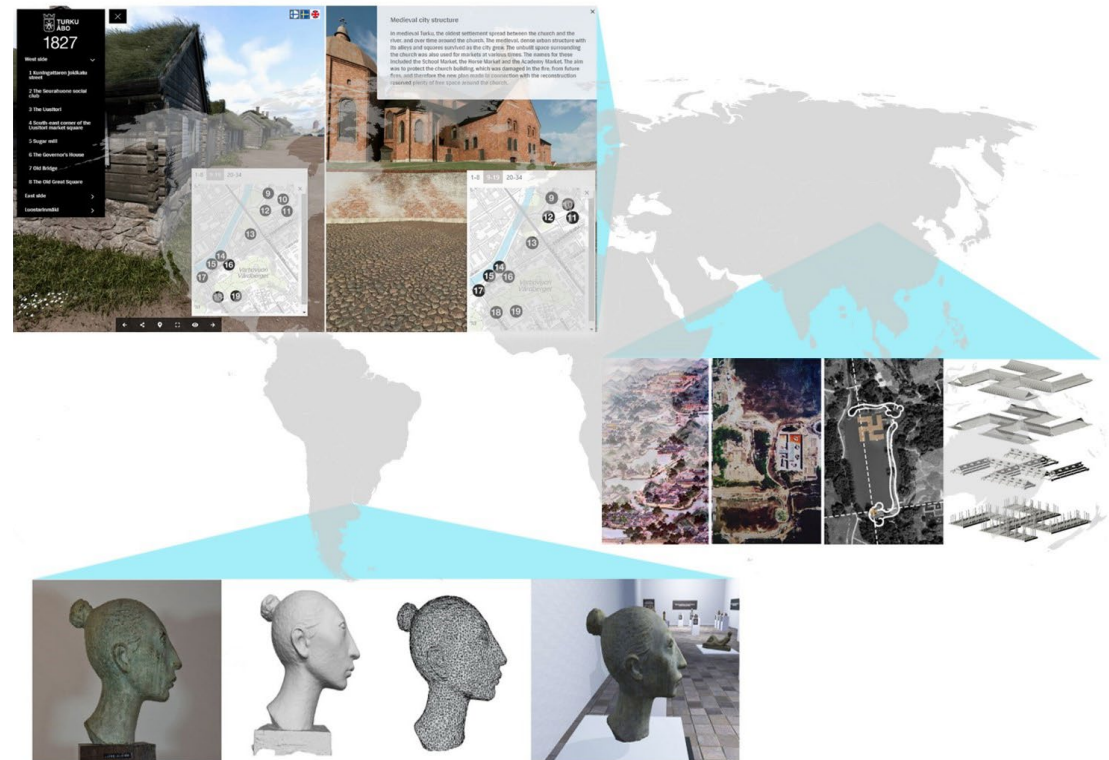 TURKU
ÅBO
1827
West side
1 Kuningattaren jokikatu
street
2 The Seurahuone social
club
3 The Uusitori
4 South-east corner of the
Uusitori market square
5 Sugar mill
6 The Governor's House
7 Old Bridge
8 The Old Great Square
East side
Luostarinmäki
1-8 9-19 20-34
9
10
12
11
13
14
15
16
17
19
Medieval city structure
In medieval Turku, the oldest settlement spread between the church and the
river, and over time around the church. The medieval, dense urban structure with
its alleys and squares survived as the city grew. The unbuilt space surrounding
the church was also used for markets at various times. The names for these
included the School Market, the Horse Market and the Academy Market. The aim
was to protect the church building, which was damaged in the fire, from future
fires, and therefore the new plan made in connection with the reconstruction
reserved plenty of free space around the church.
1-8 9-19 20-34
9
12
11
13
14
15
16
17
18
19